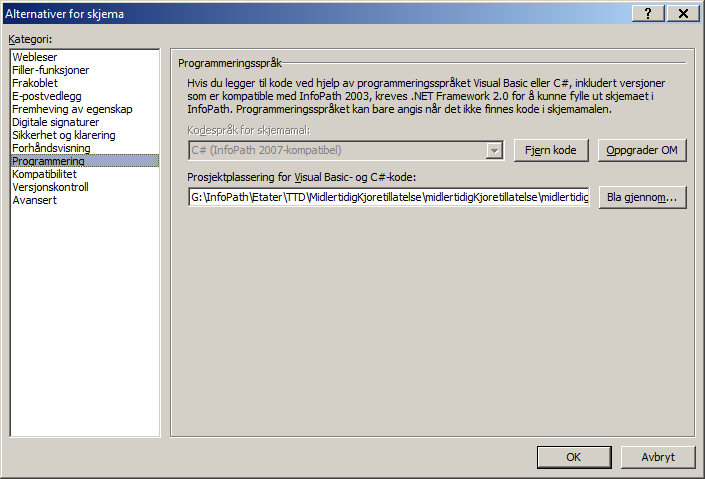 Alternativer for skjema
Kategori:
Webleser
Filler-funksjoner
Frakoblet
E-postvedlegg
Fremheving av egenskap
Digitale signaturer
Sikkerhet og klarering
Forhåndsvisning
Programmering
Kompatibilitet
Versjonskontroll
Avansert
Programmeringsspråk
Hvis du legger til kode ved hjelp av programmeringsspråket Visual Basic eller C#, inkludert versjoner
som er kompatible med InfoPath 2003, kreves .NET Framework 2.0 for å kunne fylle ut skjemaet i
InfoPath. Programmeringsspråket kan bare angis når det ikke finnes kode i skjemamalen.
Kodespråk for skjemamal:
C# (InfoPath 2007-kompatibel)
Fjern kode
Oppgrader OM
Prosjektplassering for Visual Basic- og C#-kode:
G:\InfoPath\Etater\TTD\MidlertidigKjoretillatelse\midlertidigKjoretillatelse\midlertidig
Bla gjennom...
OK
Avbryt